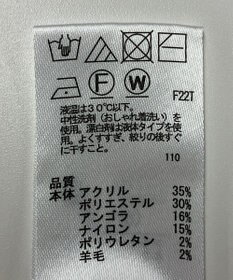 F W F22T
液温は30℃以下。
中性洗剤（おしゃれ着洗い）を
使用。漂白剤は液体タイプを使
用。よくすすぎ、絞りの後すぐ
に干すこと。
110
品質
本体 アクリル 35%
ポリエステル 30%
アンゴラ 16%
ナイロン 15%
ポリウレタン 2%
羊毛 2%